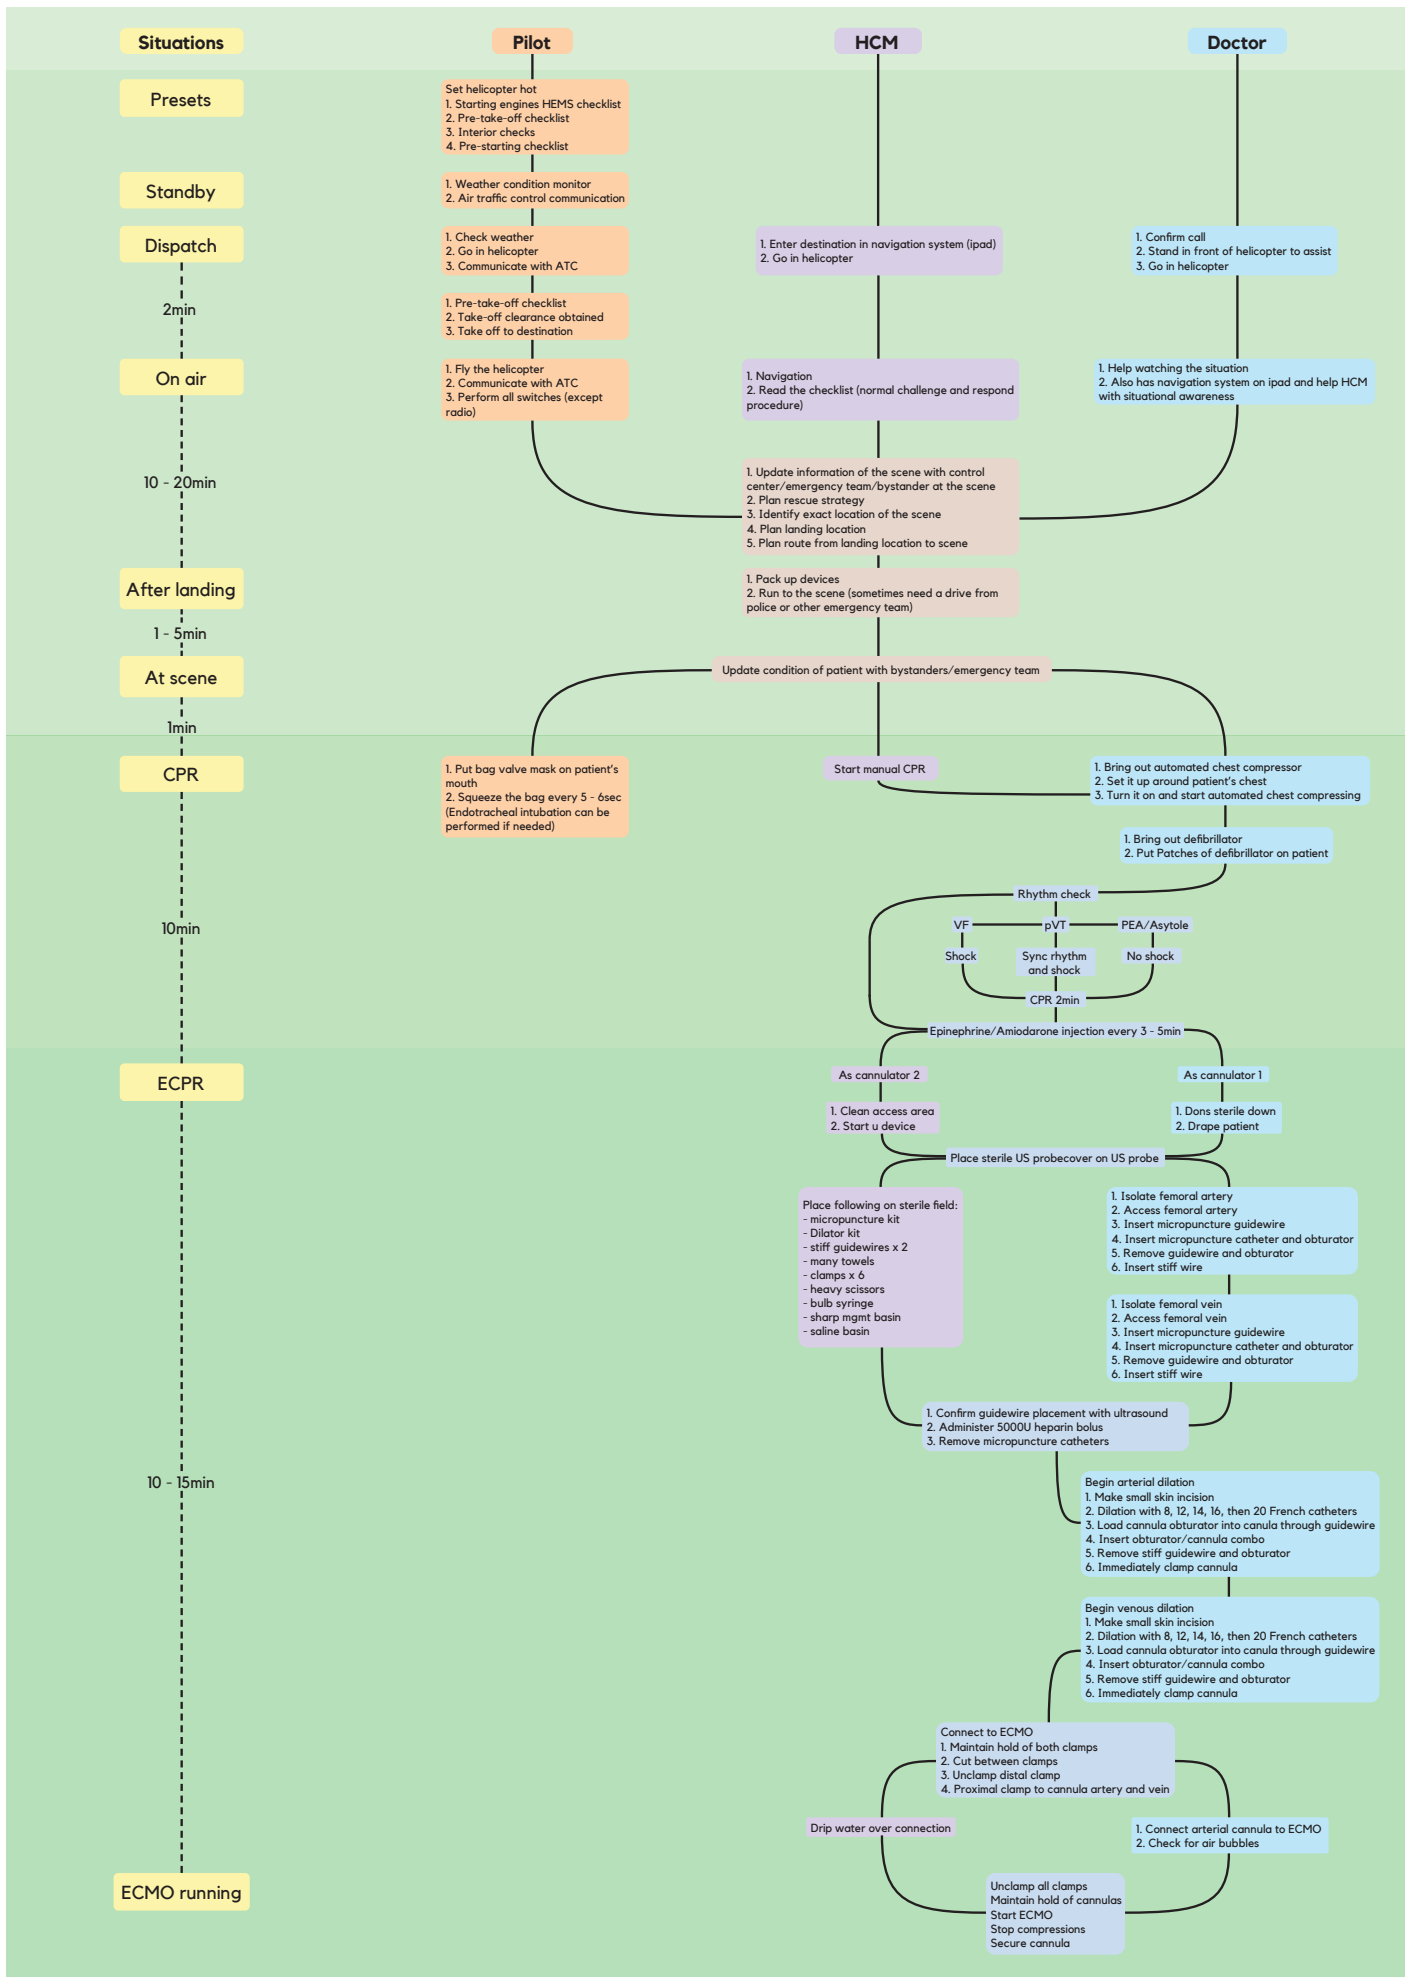 Situations
Pilot
HCM
Doctor
Presets
Set helicopter hot
1. Starting engines HEMS checklist
2. Pre-take-off checklist
3. Interior checks
4. Pre-starting checklist
Standby
1. Weather condition monitor
2. Air traffic control communication
Dispatch
1. Check weather
2. Go in helicopter
3. Communicate with ATC
1. Enter destination in navigation system (ipad)
2. Go in helicopter
1. Confirm call
2. Stand in front of helicopter to assist
3. Go in helicopter
2min
1. Pre-take-off checklist
2. Take-off clearance obtained
3. Take off to destination
On air
1. Fly the helicopter
2. Communicate with ATC
3. Perform all switches (except
radio)
1. Navigation
2. Read the checklist (normal challenge and respond
procedure)
1. Help watching the situation
2. Also has navigation system on ipad and help HCM
with situational awareness
10 - 20min
1. Update information of the scene with control
center/emergency team/bystander at the scene
2. Plan rescue strategy
3. Identify exact location of the scene
4. Plan landing location
5. Plan route from landing location to scene
After landing
1. Pack up devices
2. Run to the scene (sometimes need a drive from
police or other emergency team)
1 - 5min
At scene
Update condition of patient with bystanders/emergency team
1min
CPR
1. Put bag valve mask on patient's
mouth
2. Squeeze the bag every 5 - 6sec
(Endotracheal intubation can be
performed if needed)
Start manual CPR
1. Bring out automated chest compressor
2. Set it up around patient's chest
3. Turn it on and start automated chest compressing
1. Bring out defibrillator
2. Put Patches of defibrillator on patient
10min
Rhythm check
VF
pVT
PEA/Asytole
Shock
Sync rhythm
and shock
No shock
CPR 2min
Epinephrine/Amiodarone injection every 3 - 5min
ECPR
As cannulator 2
As cannulator 1
1. Clean access area
2. Start u device
1. Dons sterile down
2. Drape patient
Place sterile US probecover on US probe
Place following on sterile field:
- micropuncture kit
- Dilator kit
- stiff guidewires x 2
- many towels
- clamps x 6
- heavy scissors
- bulb syringe
- sharp mgmt basin
- saline basin
1. Isolate femoral artery
2. Access femoral artery
3. Insert micropuncture guidewire
4. Insert micropuncture catheter and obturator
5. Remove guidewire and obturator
6. Insert stiff wire
1. Isolate femoral vein
2. Access femoral vein
3. Insert micropuncture guidewire
4. Insert micropuncture catheter and obturator
5. Remove guidewire and obturator
6. Insert stiff wire
1. Confirm guidewire placement with ultrasound
2. Administer 5000U heparin bolus
3. Remove micropuncture catheters
10 - 15min
Begin arterial dilation
1. Make small skin incision
2. Dilation with 8, 12, 14, 16, then 20 French catheters
3. Load cannula obturator into canula through guidewire
4. Insert obturator/cannula combo
5. Remove stiff guidewire and obturator
6. Immediately clamp cannula
Begin venous dilation
1. Make small skin incision
2. Dilation with 8, 12, 14, 16, then 20 French catheters
3. Load cannula obturator into canula through guidewire
4. Insert obturator/cannula combo
5. Remove stiff guidewire and obturator
6. Immediately clamp cannula
Connect to ECMO
1. Maintain hold of both clamps
2. Cut between clamps
3. Unclamp distal clamp
4. Proximal clamp to cannula artery and vein
Drip water over connection
1. Connect arterial cannula to ECMO
2. Check for air bubbles
ECMO running
Unclamp all clamps
Maintain hold of cannulas
Start ECMO
Stop compressions
Secure cannula